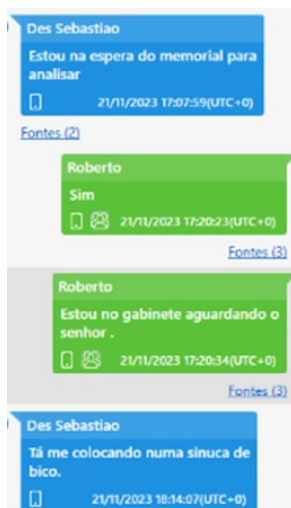 Des Sebastiao
Estou na espera do memorial para
analisar
21/11/2023 17:07:59(UTC+0)
Fontes (2)
Roberto
Sim
21/11/2023 17:20:23(UTC+0)
Fontes (3)
Roberto
Estou no gabinete aguardando o
senhor .
21/11/2023 17:20:34(UTC+0)
Fontes (3)
Des Sebastiao
Tá me colocando numa sinuca de
bico.
21/11/2023 18:14:07(UTC+0)